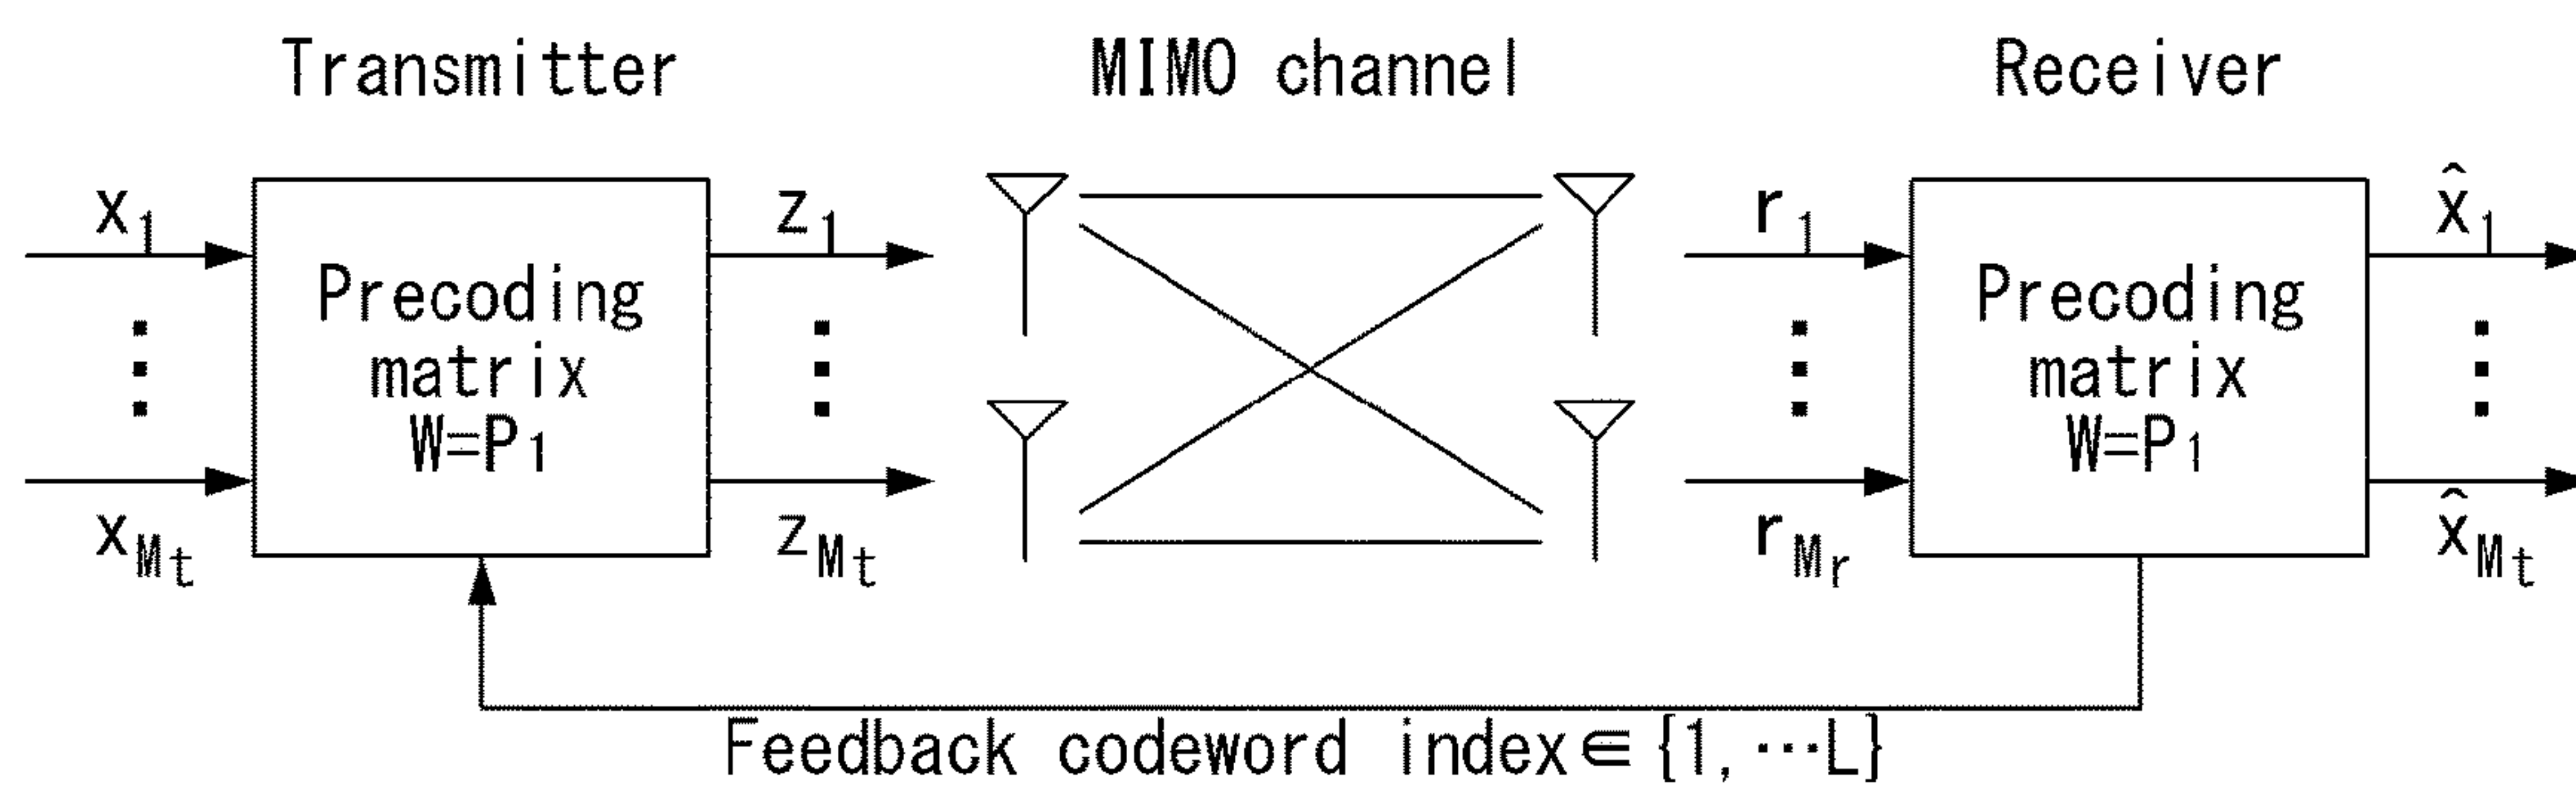 Transmitter MIMO channel Receiver
x1 z1 r1 x̂1
Precoding
matrix
W=P1
Precoding
matrix
W=P1
xMt zMt rMr x̂Mt
Feedback codeword index∈{1, ⋯L}